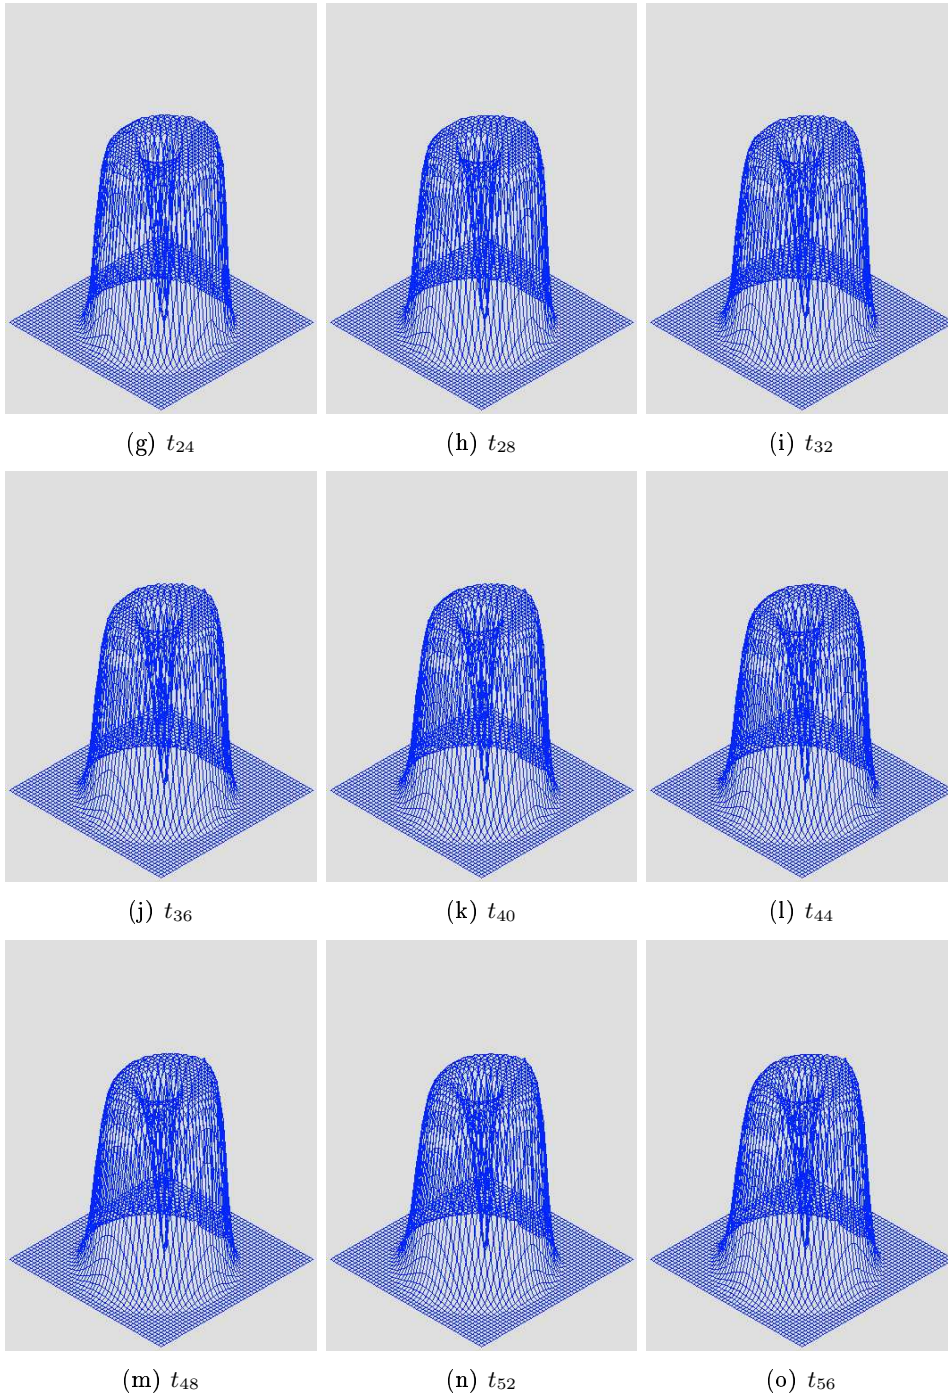 (g) t₂₄ (h) t₂₈ (i) t₃₂
(j) t₃₆ (k) t₄₀ (l) t₄₄
(m) t₄₈ (n) t₅₂ (o) t₅₆